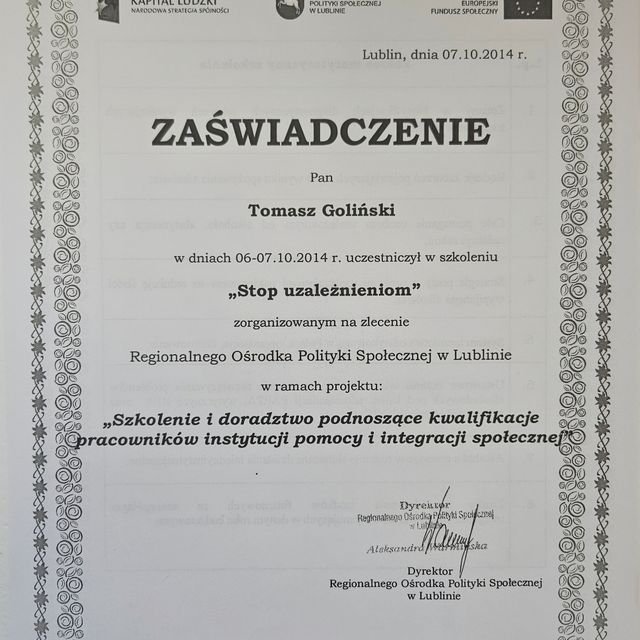 KAPITAŁ LUDZKI
NARODOWA STRATEGIA SPÓJNOŚCI
POLITYKI SPOŁECZNEJ
W LUBLINIE
EUROPEJSKI
FUNDUSZ SPOŁECZNY
Lublin, dnia 07.10.2014 r.
ZAŚWIADCZENIE
Pan
Tomasz Goliński
w dniach 06-07.10.2014 r. uczestniczył w szkoleniu
„Stop uzależnieniom”
zorganizowanym na zlecenie
Regionalnego Ośrodka Polityki Społecznej w Lublinie
w ramach projektu:
„Szkolenie i doradztwo podnoszące kwalifikacje
pracowników instytucji pomocy i integracji społecznej”
Dyrektor
Regionalnego Ośrodka Polityki Społecznej
w Lublinie
Aleksandra
Dyrektor
Regionalnego Ośrodka Polityki Społecznej
w Lublinie